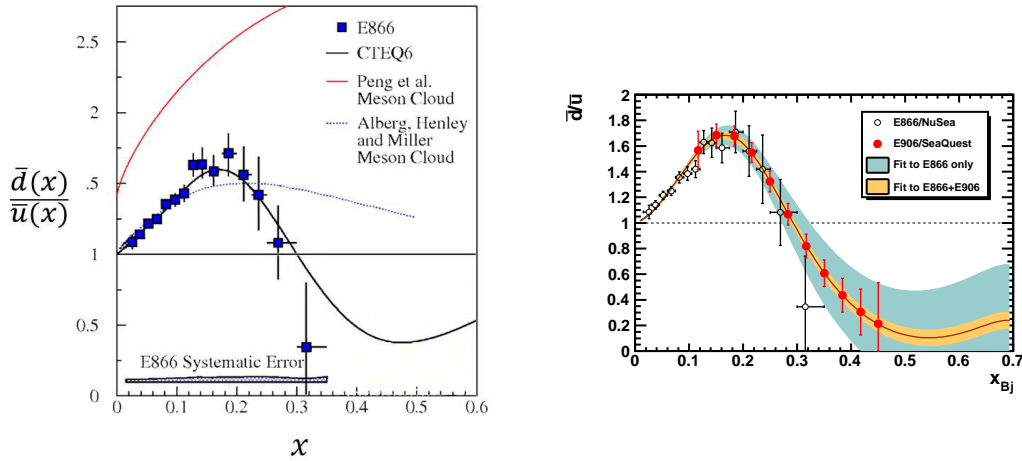 2.5
2
.5
1
0.5
0
0 0.1 0.2 0.3 0.4 0.5 0.6
d̄(x)
ū(x)
x
E866
CTEQ6
Peng et al.
Meson Cloud
Alberg, Henley
and Miller
Meson Cloud
E866 Systematic Error
d̄/ū
2
1.8
1.6
1.4
1.2
1
0.8
0.6
0.4
0.2
0
0 0.1 0.2 0.3 0.4 0.5 0.6 0.7
x_Bj
E866/NuSea
E906/SeaQuest
Fit to E866 only
Fit to E866+E906